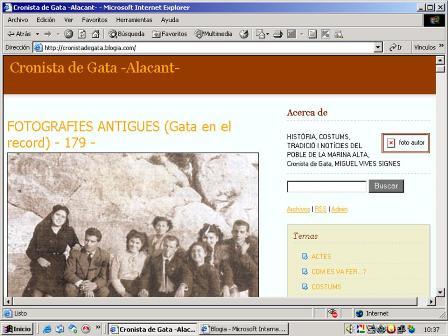 Cronista de Gata -Alacant- - Microsoft Internet Explorer
Archivo Edición Ver Favoritos Herramientas Ayuda
Atrás Búsqueda Favoritos Multimedia
Dirección http://cronistadegata.blogia.com/ Ir Vínculos
Cronista de Gata -Alacant-
FOTOGRAFIES ANTIGUES (Gata en el
record) - 179 -
Acerca de
HISTÒRIA, COSTUMS,
TRADICIÓ I NOTÍCIES DEL
POBLE DE LA MARINA ALTA,
Cronista de Gata, MIGUEL VIVES SIGNES
foto autor
Buscar
Archivos | RSS | Admin
Temas
ACTES
COM ES VA FER...?
COSTUMS
Listo Internet
Inicio Cronista de Gata -Alac... Blogia - Microsoft Interne... 10:37